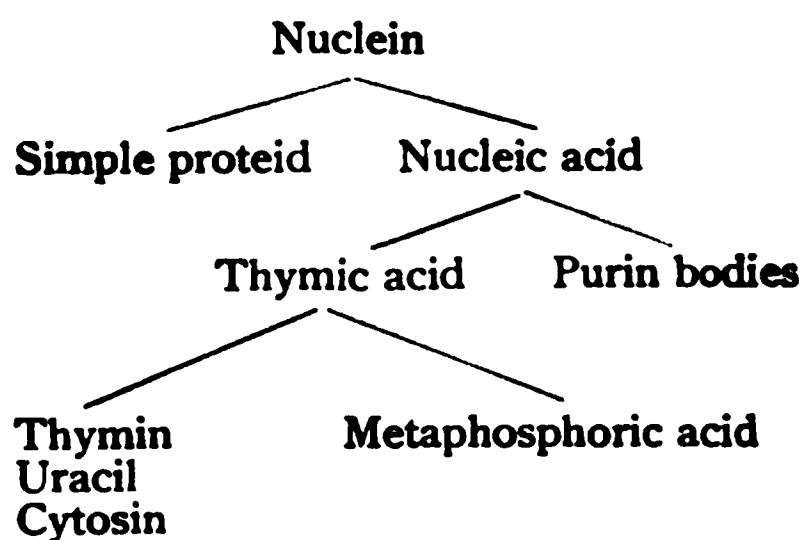 Nuclein
Simple proteid Nucleic acid
Thymic acid Purin bodies
Thymin Metaphosphoric acid
Uracil
Cytosin